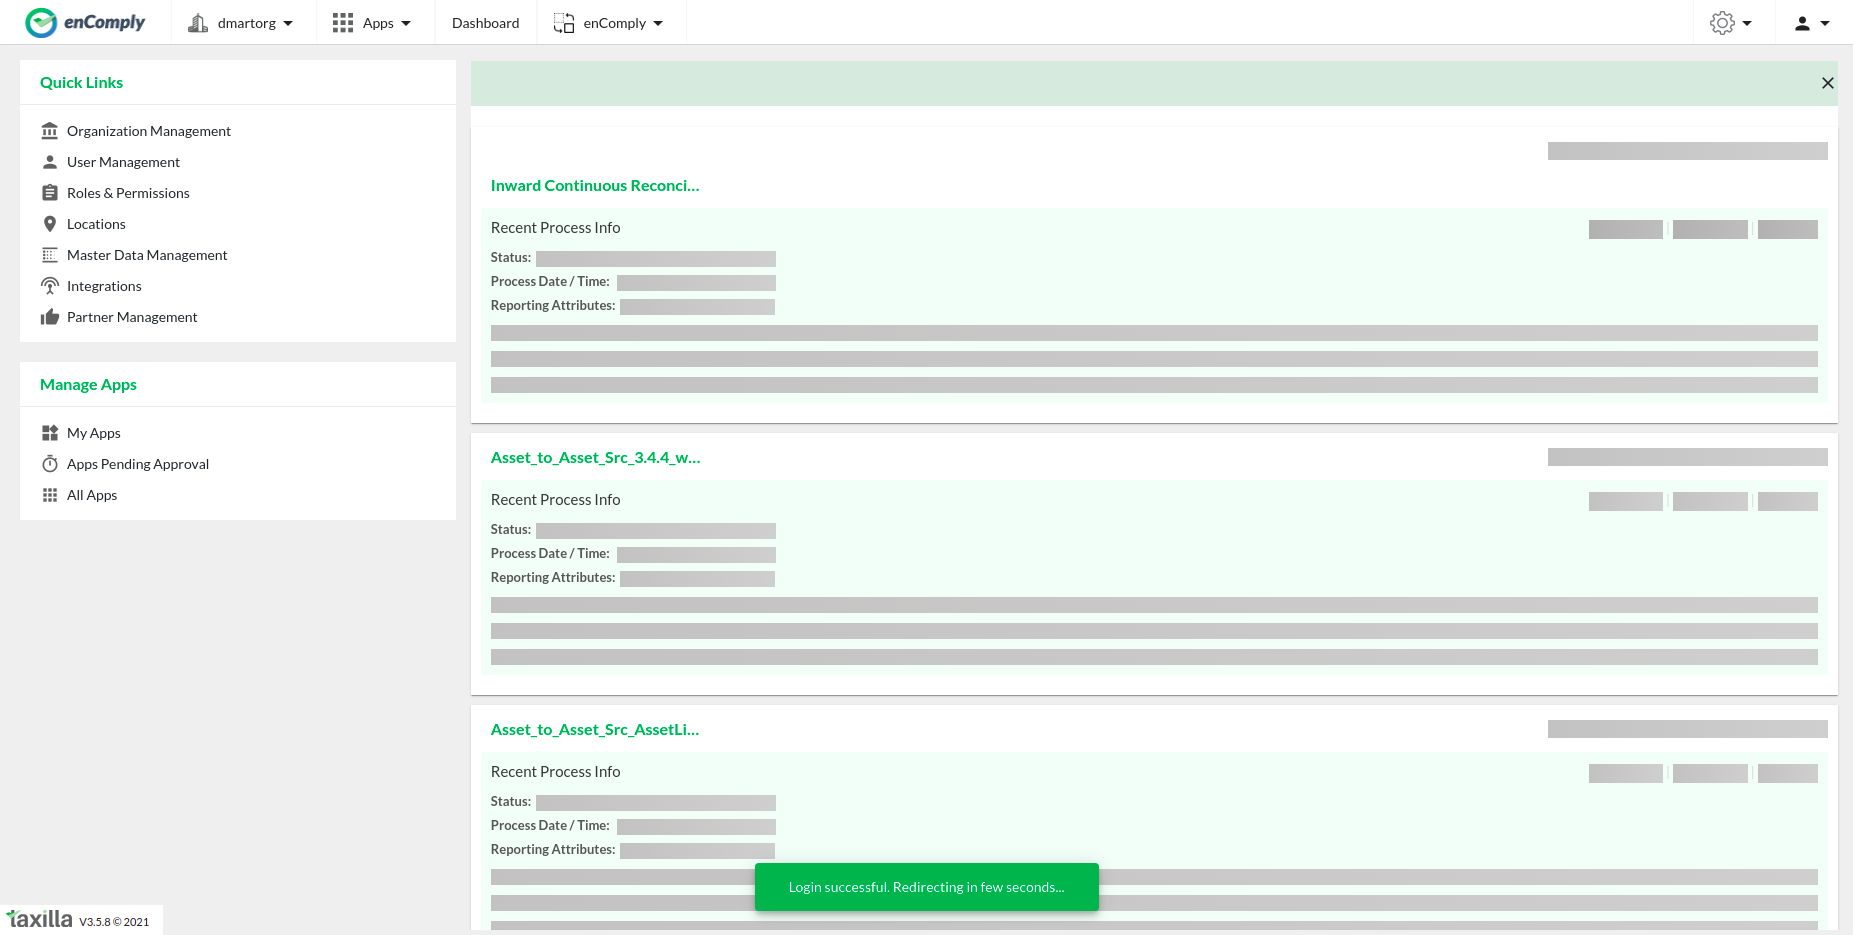 enComply
dmartorg
Apps
Dashboard
enComply
Quick Links
Organization Management
User Management
Roles & Permissions
Locations
Master Data Management
Integrations
Partner Management
Manage Apps
My Apps
Apps Pending Approval
All Apps
Inward Continuous Reconci...
Recent Process Info
Status:
Process Date / Time:
Reporting Attributes:
Asset_to_Asset_Src_3.4.4_w...
Recent Process Info
Status:
Process Date / Time:
Reporting Attributes:
Asset_to_Asset_Src_AssetLi...
Recent Process Info
Status:
Process Date / Time:
Reporting Attributes:
Login successful. Redirecting in few seconds...
taxilla V3.5.8 © 2021